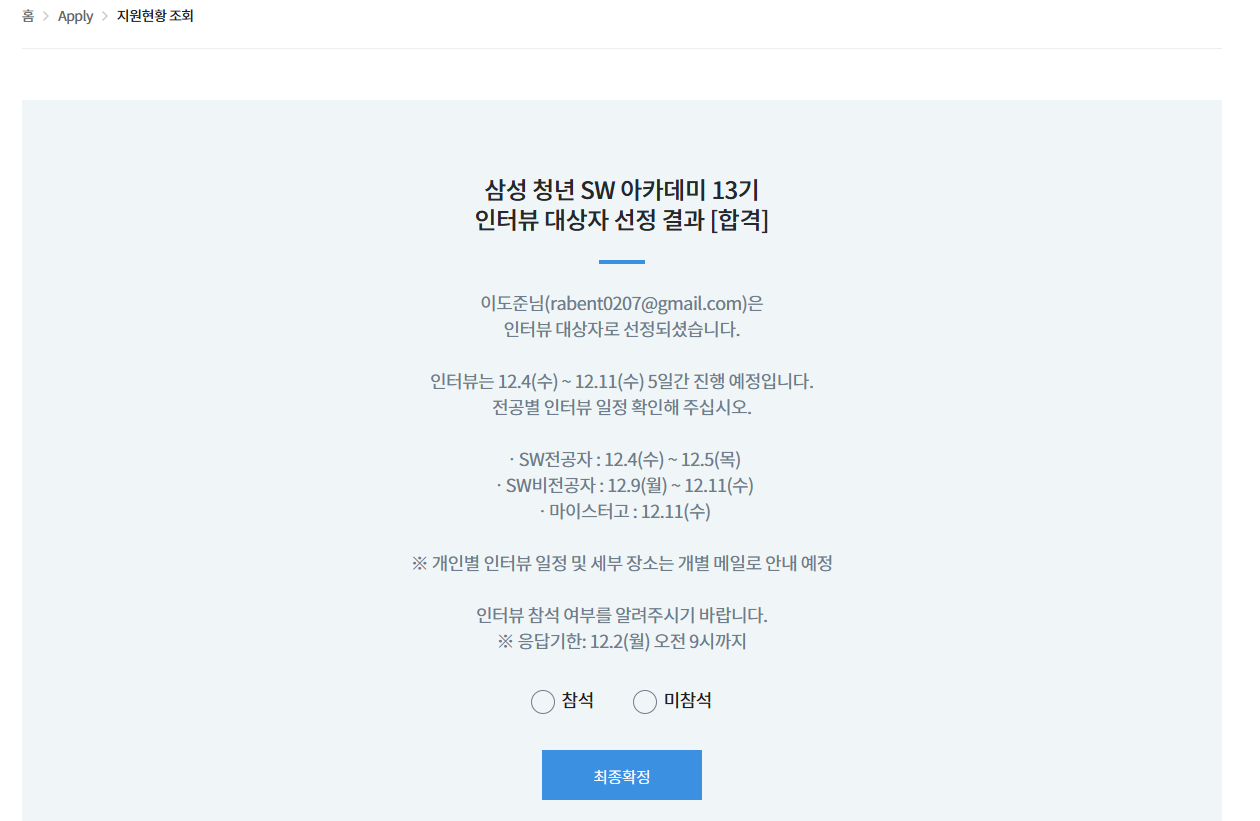 홈 > Apply > 지원현황 조회
삼성 청년 SW 아카데미 13기
인터뷰 대상자 선정 결과 [합격]
이도준님(rabent0207@gmail.com)은
인터뷰 대상자로 선정되셨습니다.
인터뷰는 12.4(수) ~ 12.11(수) 5일간 진행 예정입니다.
전공별 인터뷰 일정 확인해 주십시오.
· SW전공자 : 12.4(수) ~ 12.5(목)
· SW비전공자 : 12.9(월) ~ 12.11(수)
· 마이스터고 : 12.11(수)
※ 개인별 인터뷰 일정 및 세부 장소는 개별 메일로 안내 예정
인터뷰 참석 여부를 알려주시기 바랍니다.
※ 응답기한: 12.2(월) 오전 9시까지
참석 미참석
최종확정